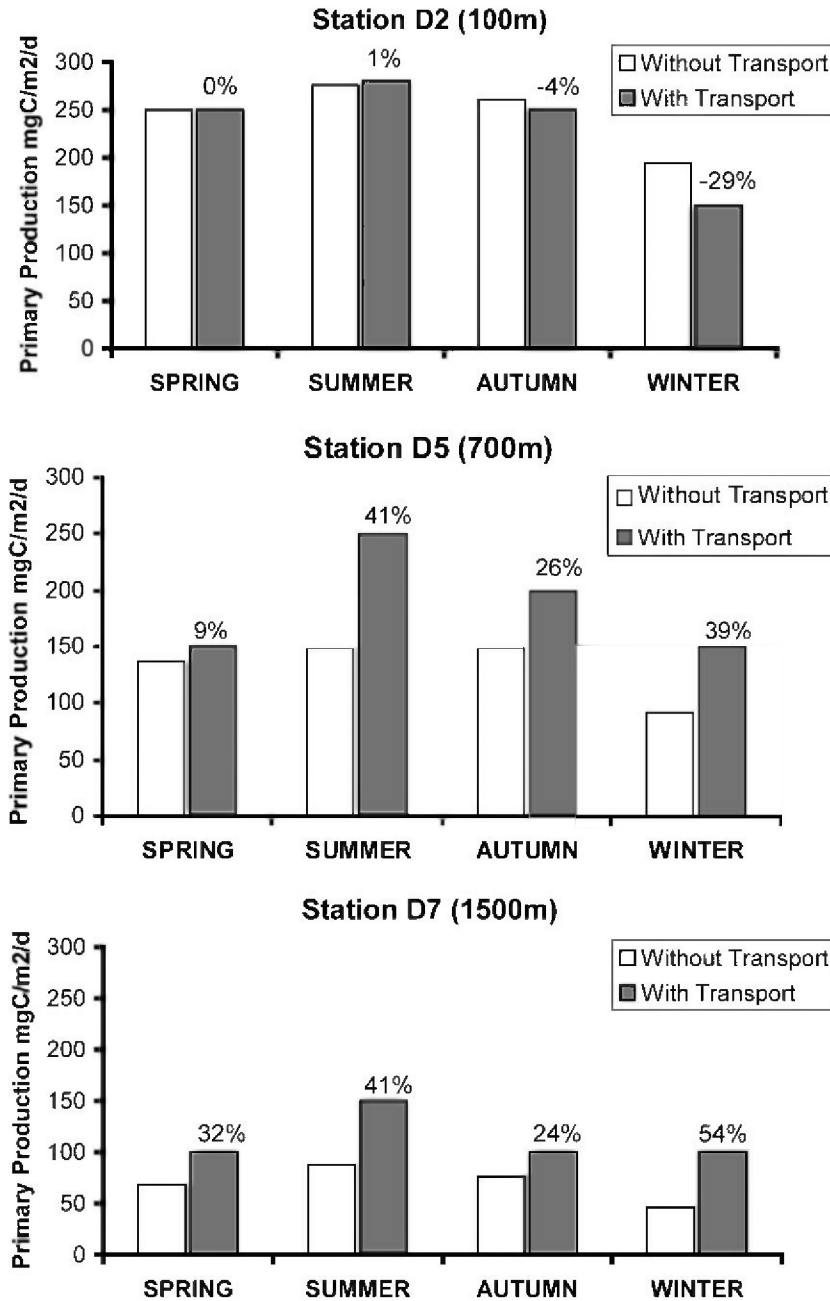 Station D2 (100m)
Primary Production mgC/m2/d
300
250
200
150
100
50
0
0%
1%
-4%
-29%
Without Transport
With Transport
SPRING SUMMER AUTUMN WINTER
Station D5 (700m)
Primary Production mgC/m2/d
300
250
200
150
100
50
0
9%
41%
26%
39%
Without Transport
With Transport
SPRING SUMMER AUTUMN WINTER
Station D7 (1500m)
Primary Production mgC/m2/d
300
250
200
150
100
50
0
32%
41%
24%
54%
Without Transport
With Transport
SPRING SUMMER AUTUMN WINTER